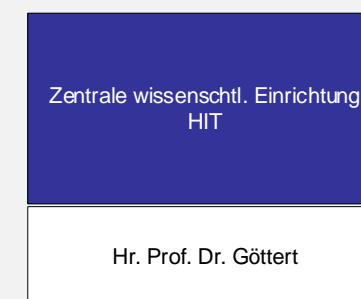 Zentrale wissenschtl. Einrichtung
HIT
Hr. Prof. Dr. Göttert